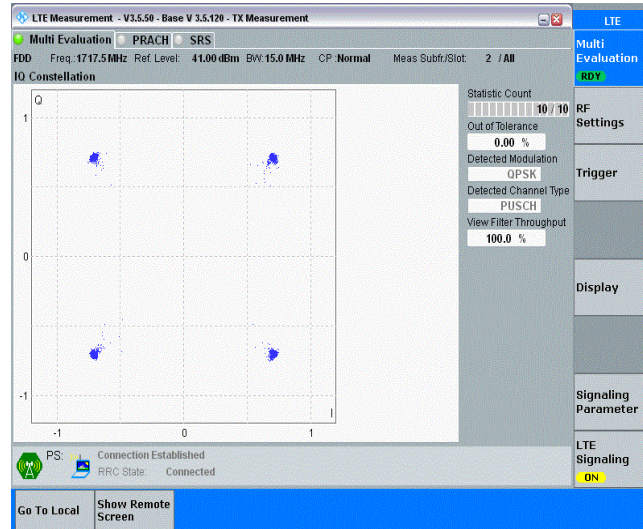 LTE Measurement - V3.5.50 - Base V 3.5.120 - TX Measurement
LTE
Multi Evaluation PRACH SRS
FDD Freq.:1717.5 MHz Ref. Level: 41.00 dBm BW:15.0 MHz CP :Normal Meas Subfr./Slot: 2 / All
IQ Constellation
Q
1
0
-1
-1 0 1
I
Statistic Count
10 / 10
Out of Tolerance
0.00 %
Detected Modulation
QPSK
Detected Channel Type
PUSCH
View Filter Throughput
100.0 %
Multi
Evaluation
RDY
RF
Settings
Trigger
Display
Signaling
Parameter
LTE
Signaling
ON
PS: Connection Established
RRC State: Connected
Go To Local
Show Remote
Screen